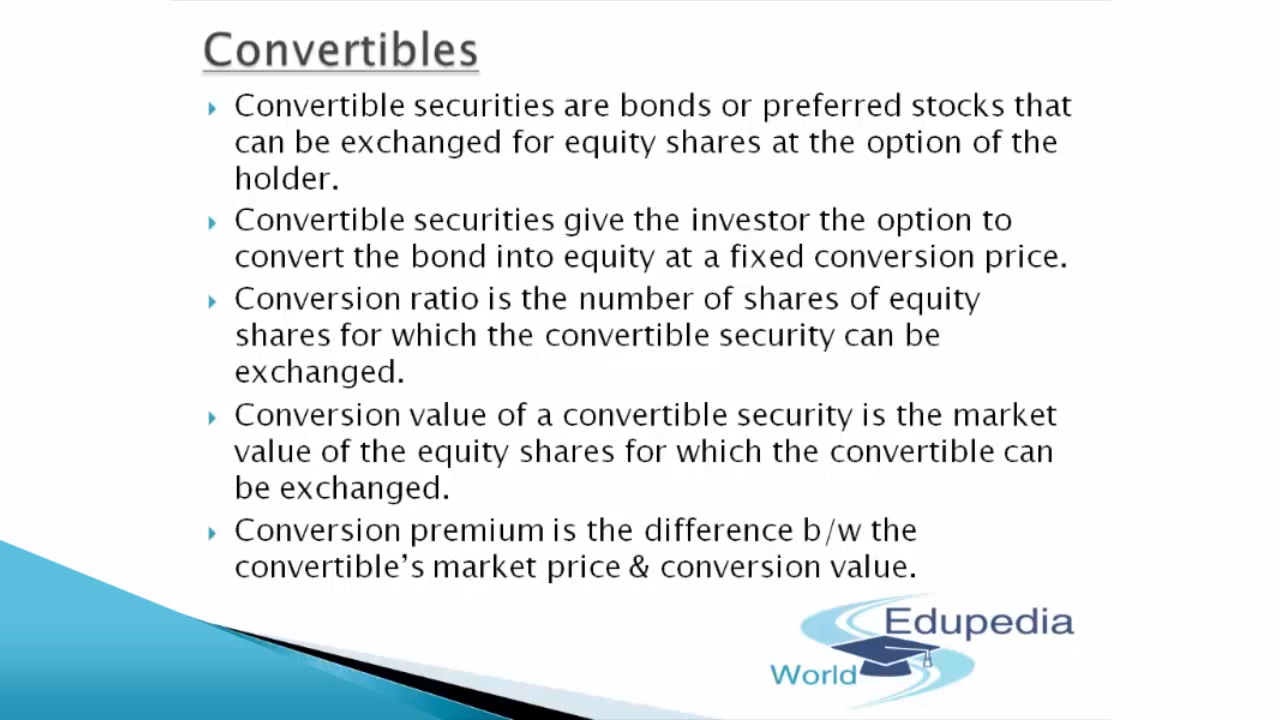 Convertibles
Convertible securities are bonds or preferred stocks that
can be exchanged for equity shares at the option of the
holder.
Convertible securities give the investor the option to
convert the bond into equity at a fixed conversion price.
Conversion ratio is the number of shares of equity
shares for which the convertible security can be
exchanged.
Conversion value of a convertible security is the market
value of the equity shares for which the convertible can
be exchanged.
Conversion premium is the difference b/w the
convertible’s market price & conversion value.
Edupedia
World